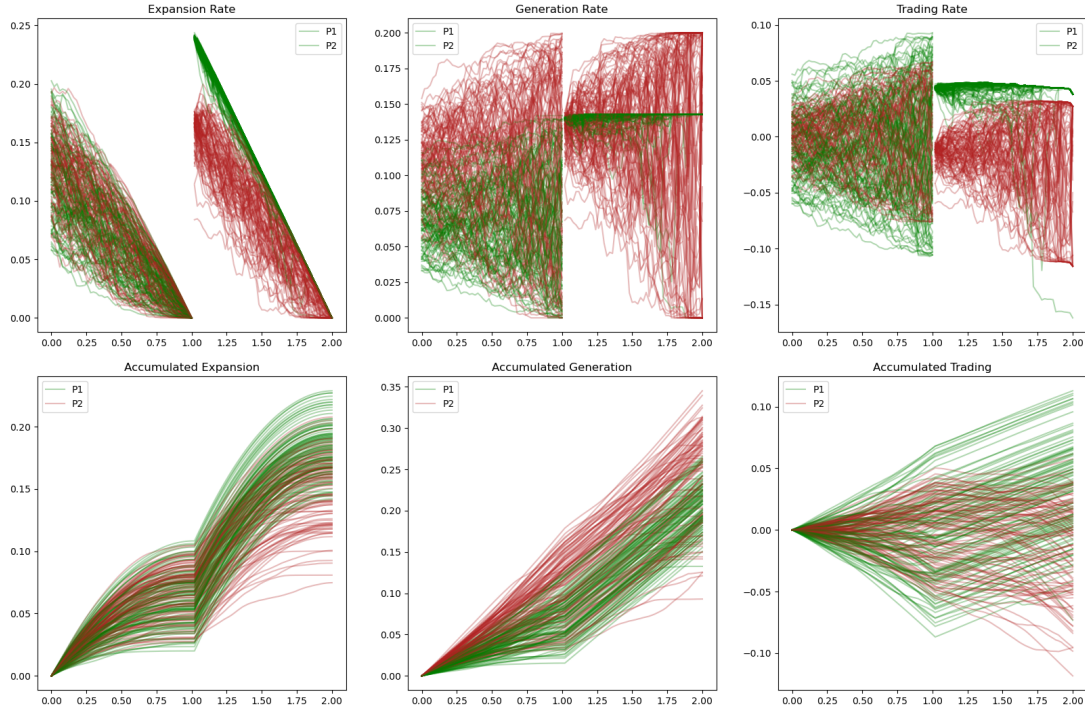 Expansion Rate
0.25
0.20
0.15
0.10
0.05
0.00
0.00 0.25 0.50 0.75 1.00 1.25 1.50 1.75 2.00
P1
P2
Generation Rate
0.200
0.175
0.150
0.125
0.100
0.075
0.050
0.025
0.000
0.00 0.25 0.50 0.75 1.00 1.25 1.50 1.75 2.00
P1
P2
Trading Rate
0.10
0.05
0.00
−0.05
−0.10
−0.15
0.00 0.25 0.50 0.75 1.00 1.25 1.50 1.75 2.00
P1
P2
Accumulated Expansion
0.20
0.15
0.10
0.05
0.00
0.00 0.25 0.50 0.75 1.00 1.25 1.50 1.75 2.00
P1
P2
Accumulated Generation
0.35
0.30
0.25
0.20
0.15
0.10
0.05
0.00
0.00 0.25 0.50 0.75 1.00 1.25 1.50 1.75 2.00
P1
P2
Accumulated Trading
0.10
0.05
0.00
−0.05
−0.10
0.00 0.25 0.50 0.75 1.00 1.25 1.50 1.75 2.00
P1
P2